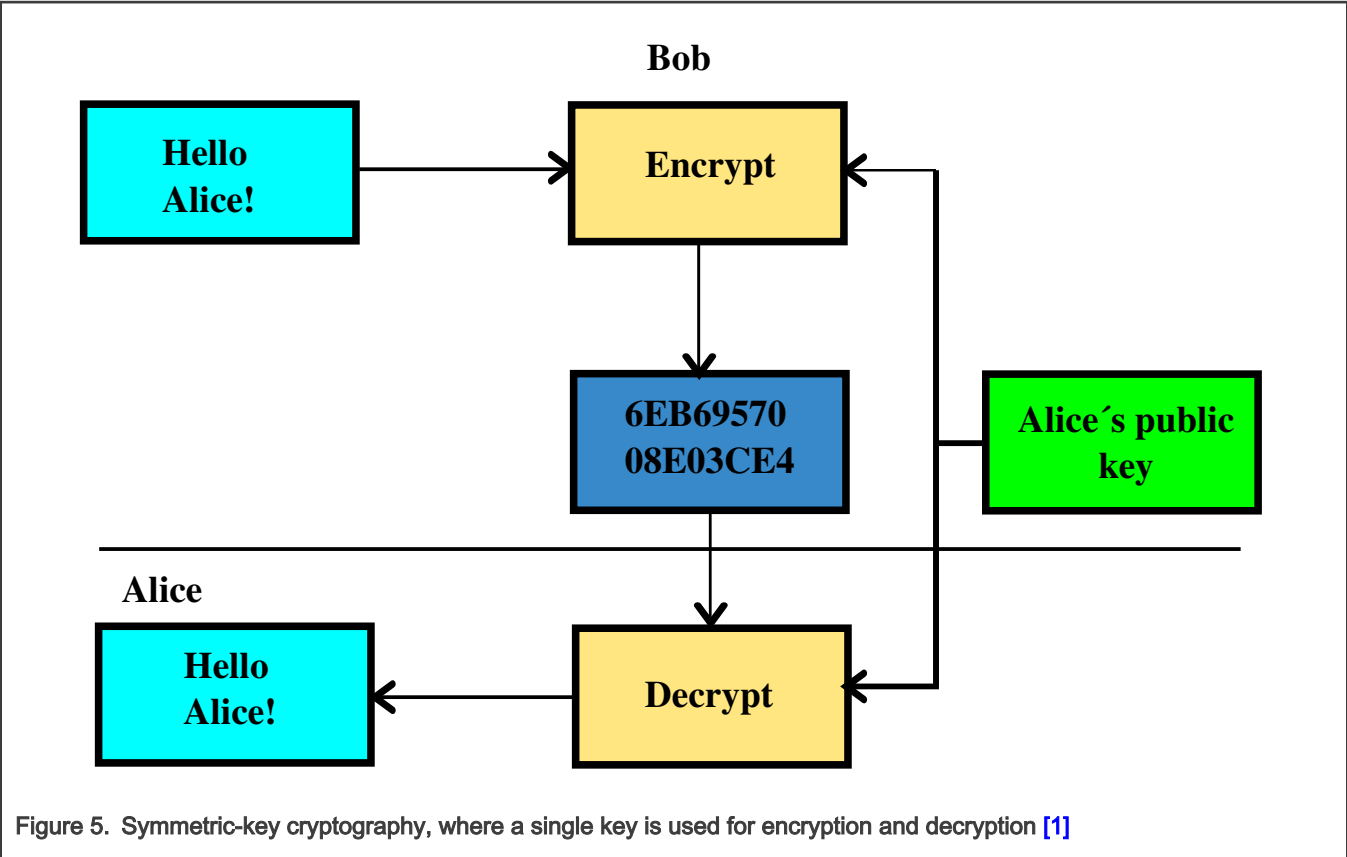 Bob
Hello
Alice!
Encrypt
6EB69570
08E03CE4
Alice´s public
key
Alice
Hello
Alice!
Decrypt
Figure 5. Symmetric-key cryptography, where a single key is used for encryption and decryption [1]